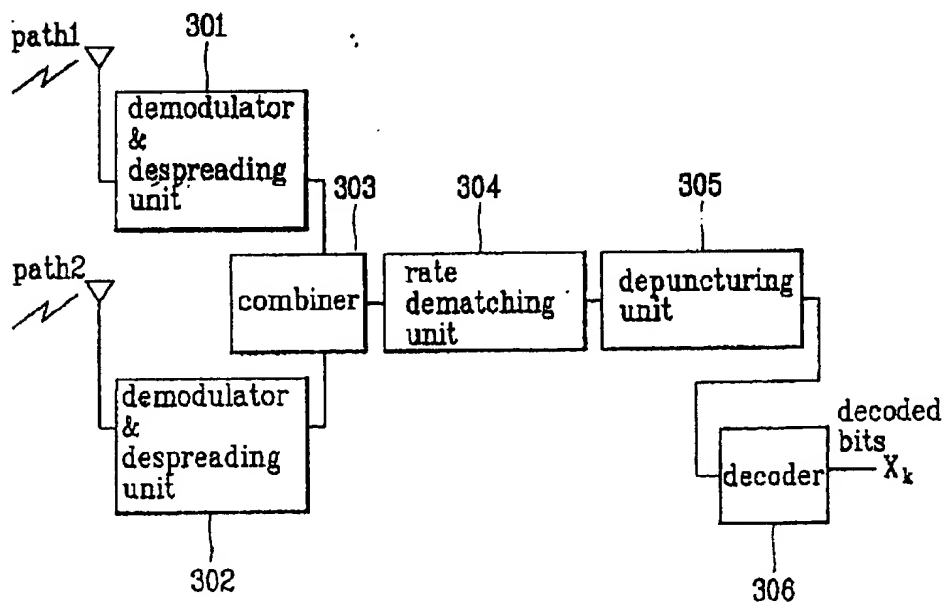 path1
301
demodulator
&
despreading
unit
303
304
305
path2
combiner
rate
dematching
unit
depuncturing
unit
demodulator
&
despreading
unit
302
decoder
decoded
bits
X_k
306